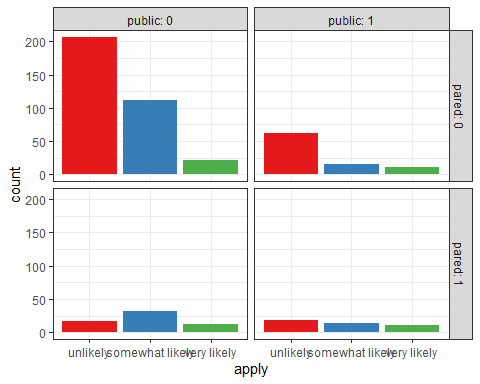 public: 0
public: 1
200
150
100
50
0
pared: 0
200
150
100
50
0
pared: 1
count
unlikely somewhat likely very likely
unlikely somewhat likely very likely
apply